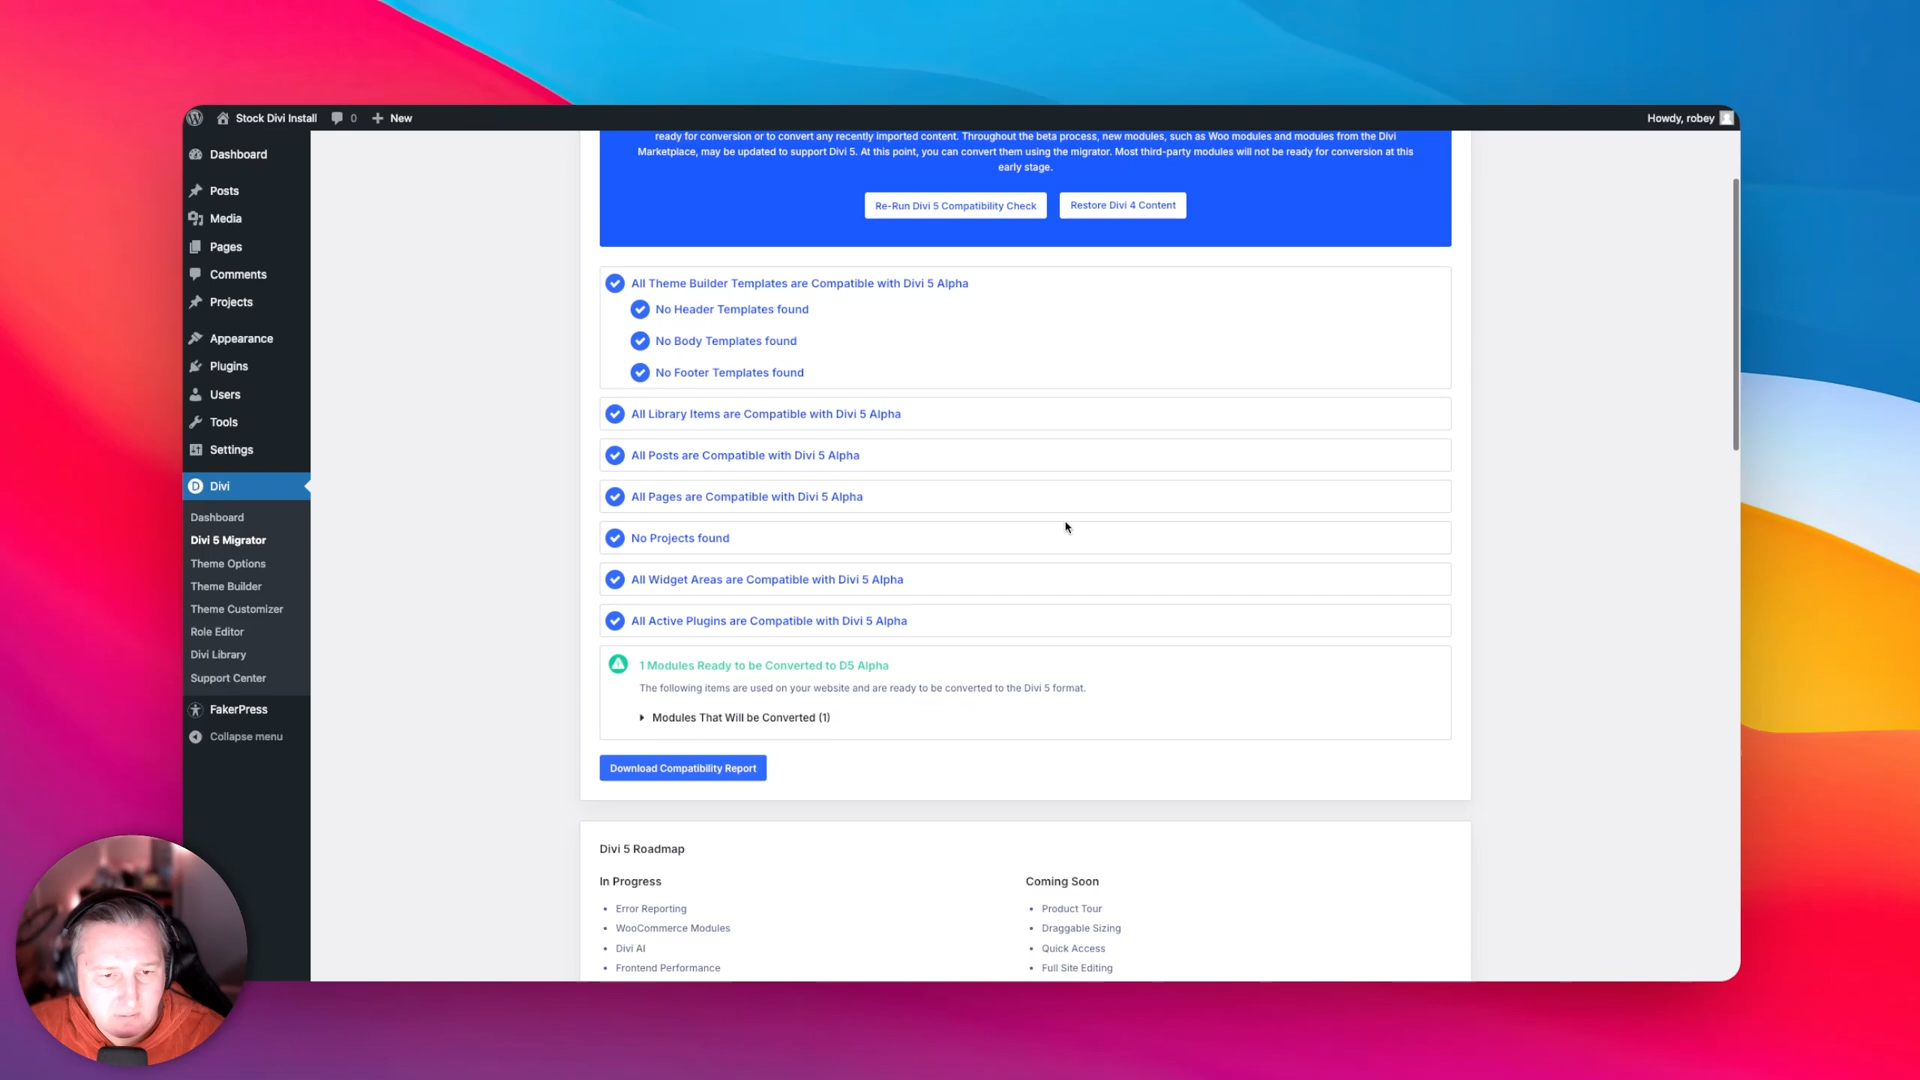 Stock Divi Install
0
New
Howdy, robey
Dashboard
Posts
Media
Pages
Comments
Projects
Appearance
Plugins
Users
Tools
Settings
Divi
Dashboard
Divi 5 Migrator
Theme Options
Theme Builder
Theme Customizer
Role Editor
Divi Library
Support Center
FakerPress
Collapse menu
ready for conversion or to convert any recently imported content. Throughout the beta process, new modules, such as Woo modules and modules from the Divi
Marketplace, may be updated to support Divi 5. At this point, you can convert them using the migrator. Most third-party modules will not be ready for conversion at this
early stage.
Re-Run Divi 5 Compatibility Check
Restore Divi 4 Content
All Theme Builder Templates are Compatible with Divi 5 Alpha
No Header Templates found
No Body Templates found
No Footer Templates found
All Library Items are Compatible with Divi 5 Alpha
All Posts are Compatible with Divi 5 Alpha
All Pages are Compatible with Divi 5 Alpha
No Projects found
All Widget Areas are Compatible with Divi 5 Alpha
All Active Plugins are Compatible with Divi 5 Alpha
1 Modules Ready to be Converted to D5 Alpha
The following items are used on your website and are ready to be converted to the Divi 5 format.
Modules That Will be Converted (1)
Download Compatibility Report
Divi 5 Roadmap
In Progress
Error Reporting
WooCommerce Modules
Divi AI
Frontend Performance
Coming Soon
Product Tour
Draggable Sizing
Quick Access
Full Site Editing